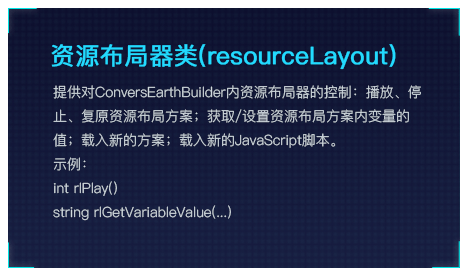 资源布局器类(resourceLayout)
提供对ConversEarthBuilder内资源布局器的控制：播放、停
止、复原资源布局方案；获取/设置资源布局方案内变量的
值；载入新的方案；载入新的JavaScript脚本。
示例：
int rlPlay()
string rlGetVariableValue(...)